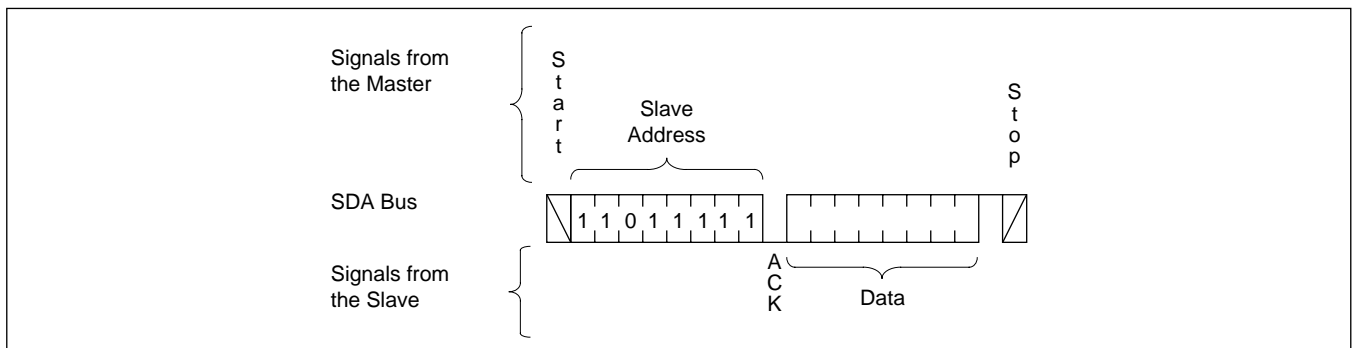 Signals from
the Master
Start
Slave
Address
Stop
SDA Bus
1 1 0 1 1 1 1 1
Signals from
the Slave
ACK
Data